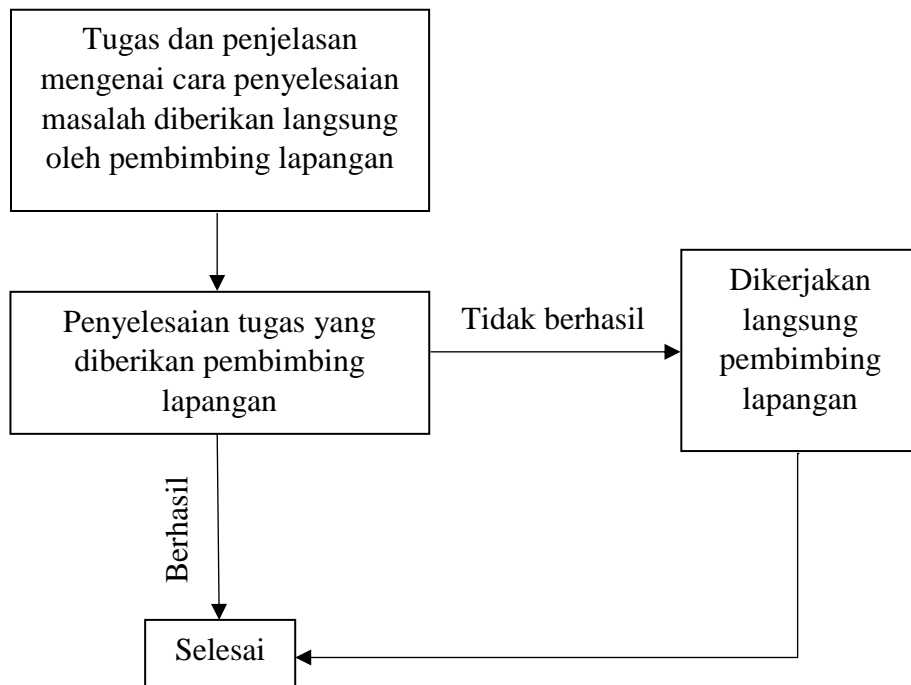 Tugas dan penjelasan
mengenai cara penyelesaian
masalah diberikan langsung
oleh pembimbing lapangan
Penyelesaian tugas yang
diberikan pembimbing
lapangan
Tidak berhasil
Dikerjakan
langsung
pembimbing
lapangan
Berhasil
Selesai